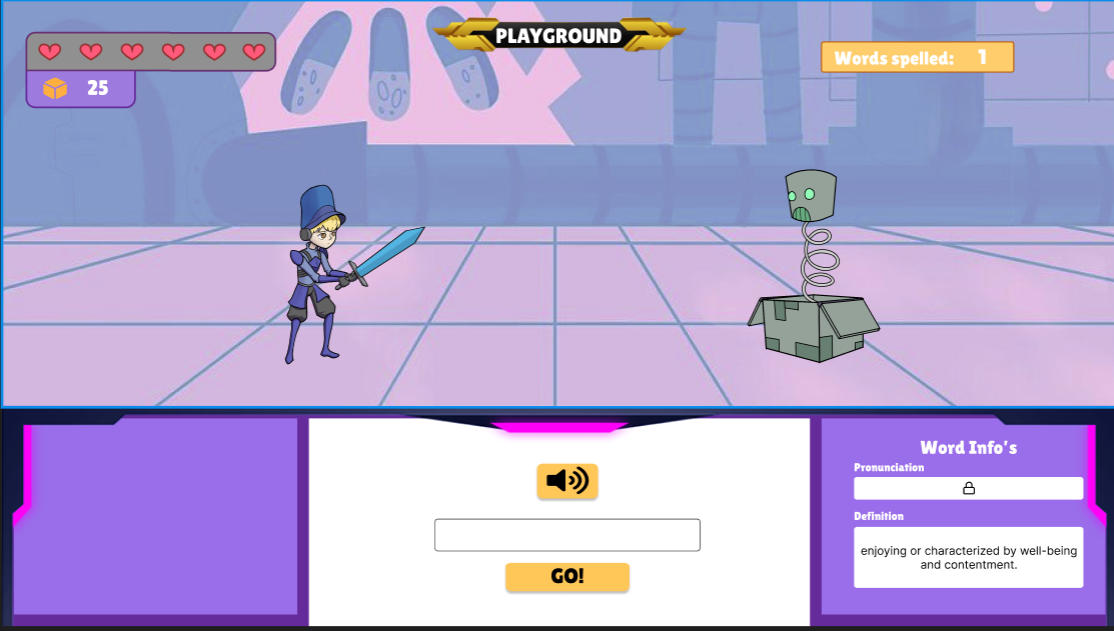 PLAYGROUND
Words spelled: 1
25
Word Info's
Pronunciation
Definition
enjoying or characterized by well-being
and contentment.
GO!